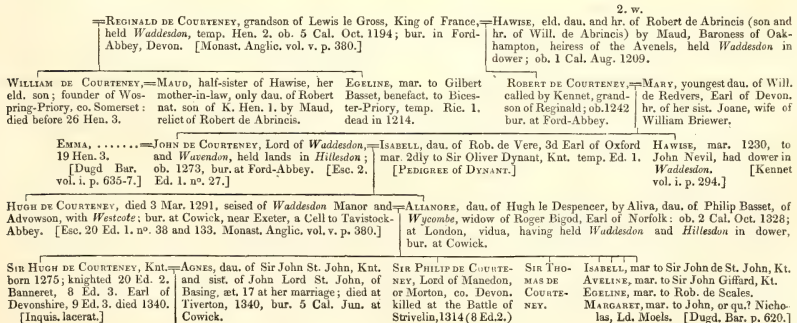 2. w.
=REGINALD DE COURTENEY, grandson of Lewis le Gross, King of France,=HAWISE, eld. dau. and hr. of Robert de Abrincis (son and
held Waddesdon, temp. Hen. 2. ob. 5 Cal. Oct. 1194; bur. in Ford-
Abbey, Devon. [Monast. Anglic. vol. v. p. 380.]
hr. of Will. de Abrincis) by Maud, Baroness of Oak-
hampton, heiress of the Avenels, held Waddesdon in
dower; ob. 1 Cal. Aug. 1209.
WILLIAM DE COURTENEY,=
eld. son; founder of Wos-
pring-Priory, co. Somerset:
died before 26 Hen. 3.
MAUD, half-sister of Hawise, her
mother-in-law, only dau. of Robert
nat. son of K. Hen. 1. by Maud,
relict of Robert de Abrincis.
EGELINE, mar. to Gilbert
Basset, benefact. to Bices-
ter-Priory, temp. Ric. 1.
dead in 1214.
ROBERT DE COURTENEY,=
called by Kennet, grand-
son of Reginald; ob. 1242
bur. at Ford-Abbey.
MARY, youngest dau. of Will.
de Redvers, Earl of Devon.
hr. of her sist. Joane, wife of
William Briewer.
EMMA, .......=
19 Hen. 3.
[Dugd Bar.
vol. i. p. 635-7.]
JOHN DE COURTENEY, Lord of Waddesdon,=
and Wavendon, held lands in Hillesdon;
ob. 1273, bur. at Ford-Abbey. [Esc. 2.
Ed. 1. no. 27.]
ISABELL, dau. of Rob. de Vere, 3d Earl of Oxford
mar. 2dly to Sir Oliver Dynant, Knt. temp. Ed. 1.
[PEDIGREE OF DYNANT.]
HAWISE, mar. 1230, to
John Nevil, had dower in
Waddesdon. [Kennet
vol. i. p. 294.]
HUGH DE COURTENEY, died 3 Mar. 1291, seised of Waddesdon Manor and=
Advowson, with Westcote; bur. at Cowick, near Exeter, a Cell to Tavistock-
Abbey. [Esc. 20 Ed. 1. no. 38 and 133. Monast. Anglic. vol. v. p. 380.]
ALIANORE, dau. of Hugh le Despencer, by Aliva, dau. of Philip Basset, of
Wycombe, widow of Roger Bigod, Earl of Norfolk: ob. 2 Cal. Oct. 1328;
at London, vidua, having held Waddesdon and Hillesden in dower,
bur. at Cowick.
SIR HUGH DE COURTENEY, Knt.=
born 1275; knighted 20 Ed. 2.
Banneret, 8 Ed. 3. Earl of
Devonshire, 9 Ed. 3. died 1340.
[Inquis. lacerat.]
AGNES, dau. of Sir John St. John, Knt.
and sist. of John Lord St. John, of
Basing, æt. 17 at her marriage; died at
Tiverton, 1340, bur. 5 Cal. Jun. at
Cowick.
SIR PHILIP DE COURTE-
NEY, Lord of Manedon,
or Morton, co. Devon.
killed at the Battle of
Strivelin, 1314 (8 Ed. 2.)
SIR THO-
MAS DE
COURTE-
NEY.
ISABELL, mar to Sir John de St. John, Kt.
AVELINE, mar. to Sir John Giffard, Kt.
EGELINE, mar. to Rob. de Scales.
MARGARET, mar to John, or qu.? Nicho-
las, Ld. Moels. [Dugd. Bar. p. 620.]